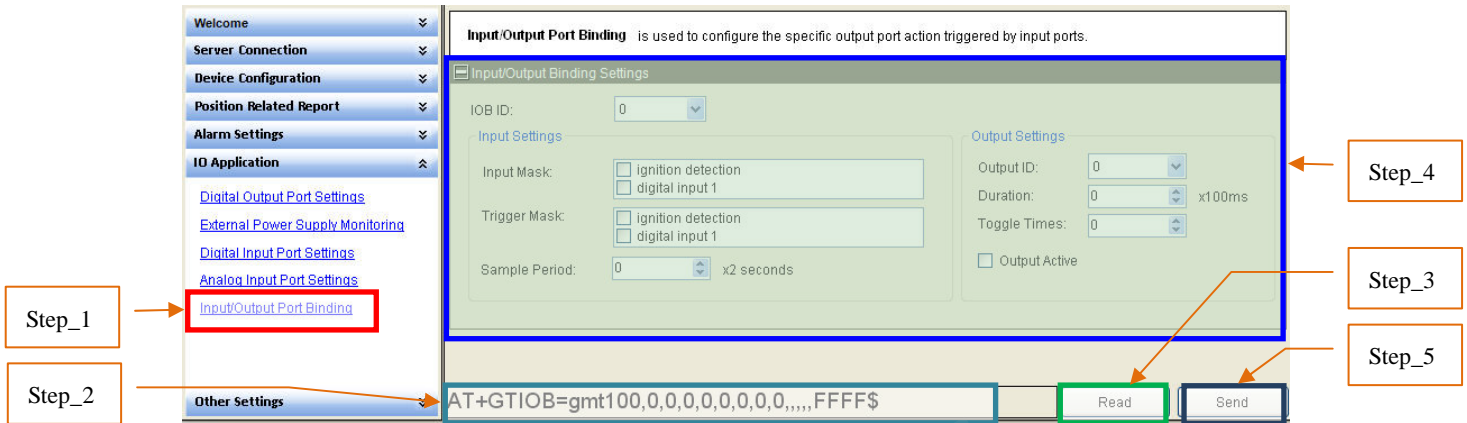 Welcome
Server Connection
Device Configuration
Position Related Report
Alarm Settings
IO Application
Digital Output Port Settings
External Power Supply Monitoring
Digital Input Port Settings
Analog Input Port Settings
Input/Output Port Binding
Other Settings
Input/Output Port Binding is used to configure the specific output port action triggered by input ports.
Input/Output Binding Settings
IOB ID: 0
Input Settings
Input Mask:
ignition detection
digital input 1
Trigger Mask:
ignition detection
digital input 1
Sample Period: 0 x2 seconds
Output Settings
Output ID: 0
Duration: 0 x100ms
Toggle Times: 0
Output Active
AT+GTIOB=gmt100,0,0,0,0,0,0,0,0,,,,,FFFF$
Read
Send
Step_1
Step_2
Step_4
Step_3
Step_5